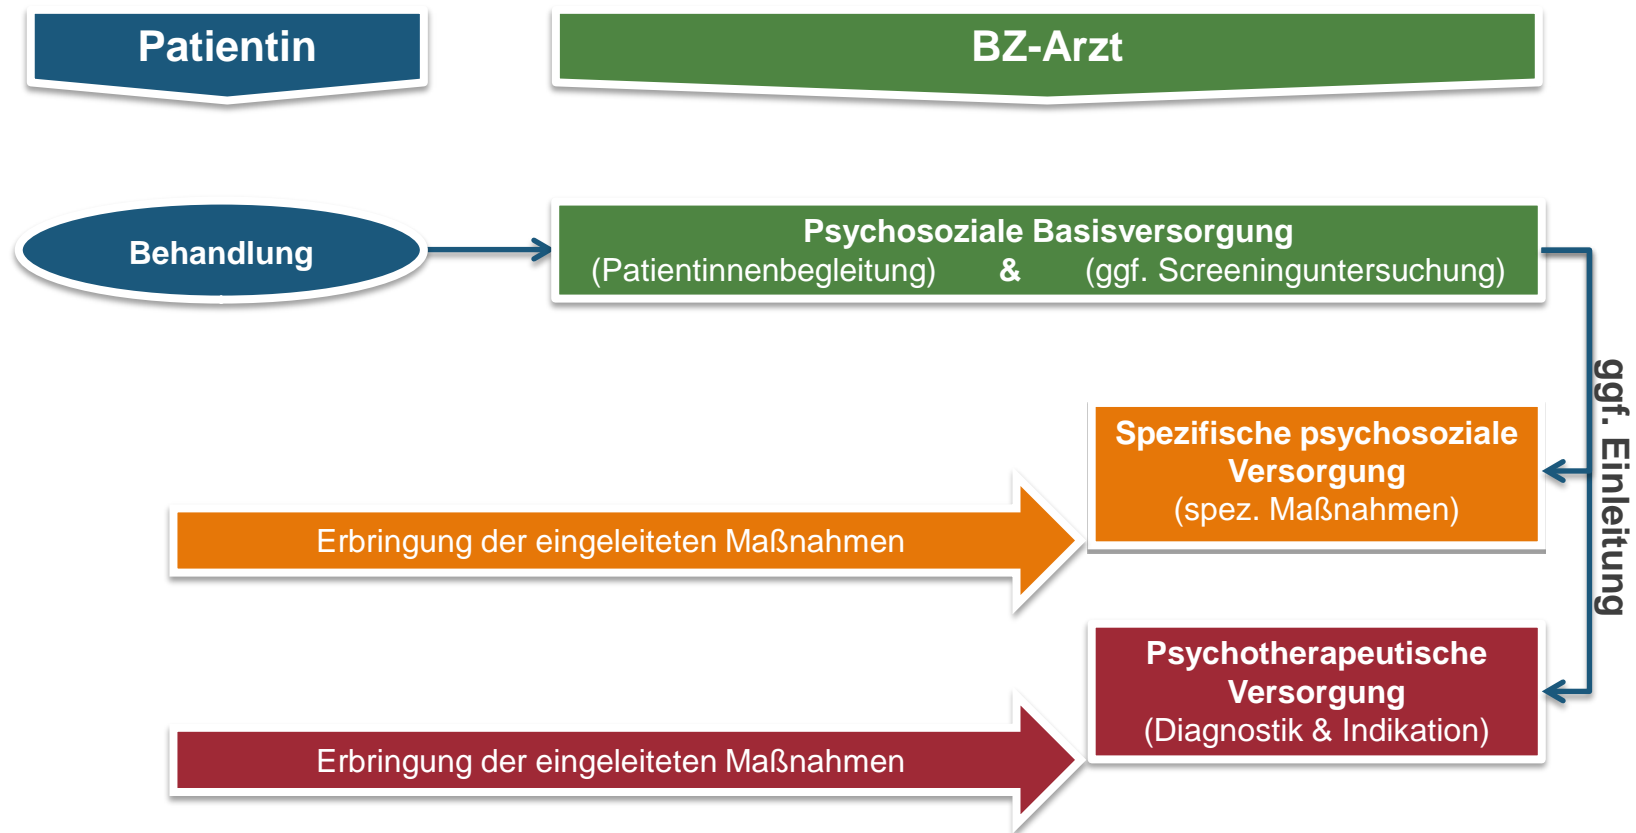 Patientin
BZ-Arzt
Behandlung
Psychosoziale Basisversorgung
(Patientinnenbegleitung) & (ggf. Screeninguntersuchung)
ggf. Einleitung
Spezifische psychosoziale
Versorgung
(spez. Maßnahmen)
Erbringung der eingeleiteten Maßnahmen
Psychotherapeutische
Versorgung
(Diagnostik & Indikation)
Erbringung der eingeleiteten Maßnahmen